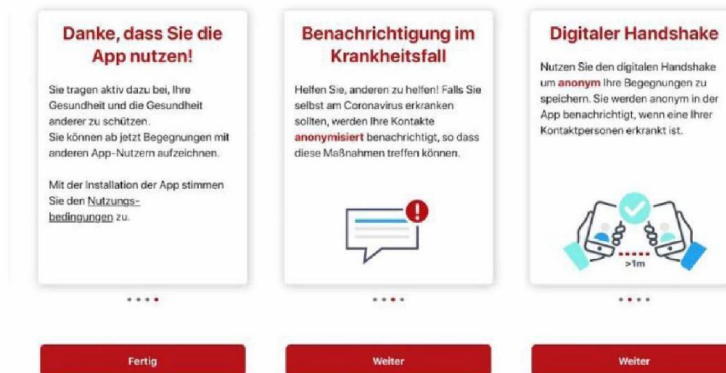 Danke, dass Sie die
App nutzen!
Sie tragen aktiv dazu bei, Ihre
Gesundheit und die Gesundheit
anderer zu schützen.
Sie können ab jetzt Begegnungen mit
anderen App-Nutzern aufzeichnen.
Mit der Installation der App stimmen
Sie den Nutzungs-
bedingungen zu.
Fertig
Benachrichtigung im
Krankheitsfall
Helfen Sie, anderen zu helfen! Falls Sie
selbst am Coronavirus erkranken
sollten, werden Ihre Kontakte
anonymisiert benachrichtigt, so dass
diese Maßnahmen treffen können.
Weiter
Digitaler Handshake
Nutzen Sie den digitalen Handshake
um anonym Ihre Begegnungen zu
speichern. Sie werden anonym in der
App benachrichtigt, wenn eine Ihrer
Kontaktpersonen erkrankt ist.
>1m
Weiter